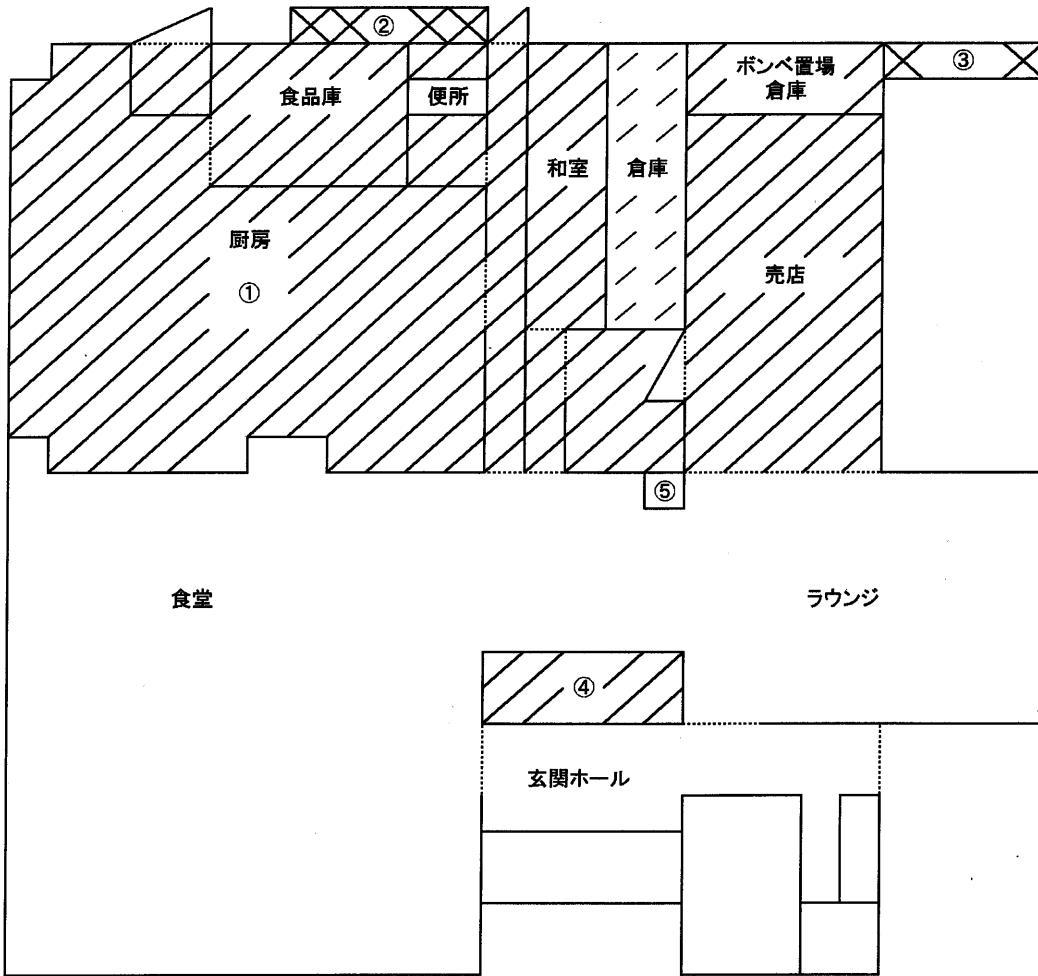 ②
③
ボンベ置場
倉庫
食品庫
便所
和室
倉庫
厨房
①
売店
⑤
食堂
ラウンジ
④
玄関ホール